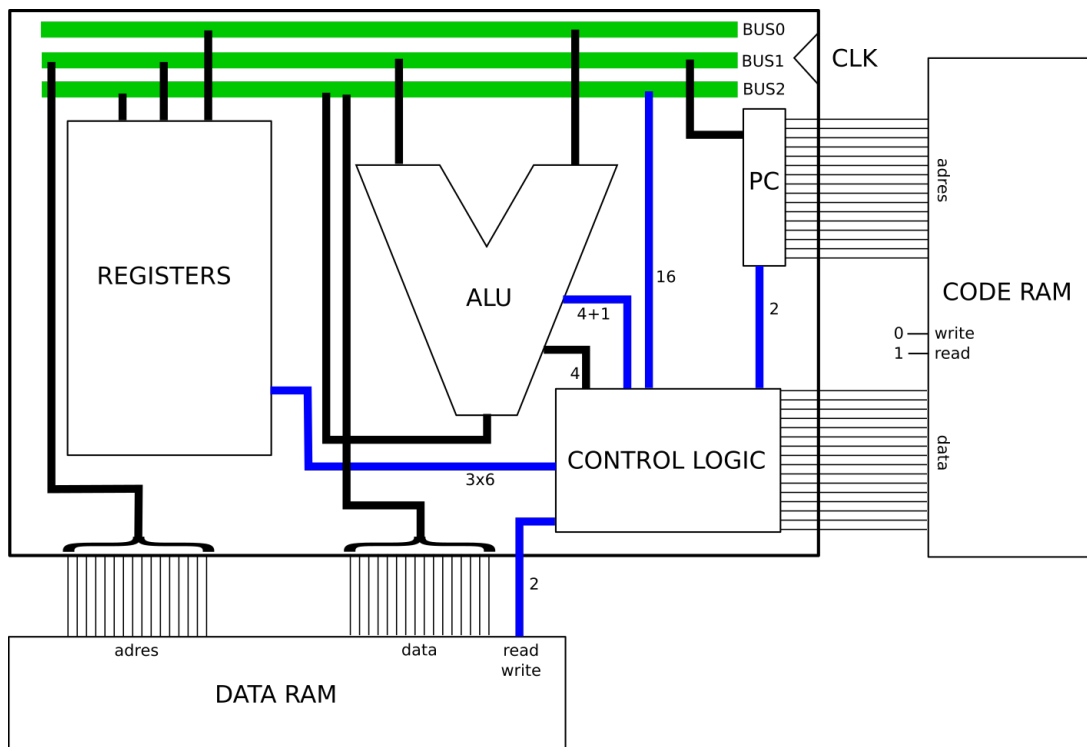 BUS0
BUS1
BUS2
CLK
PC
adres
REGISTERS
ALU
16
4+1
2
4
CODE RAM
0 write
1 read
CONTROL LOGIC
data
3x6
2
adres
data
read
write
DATA RAM